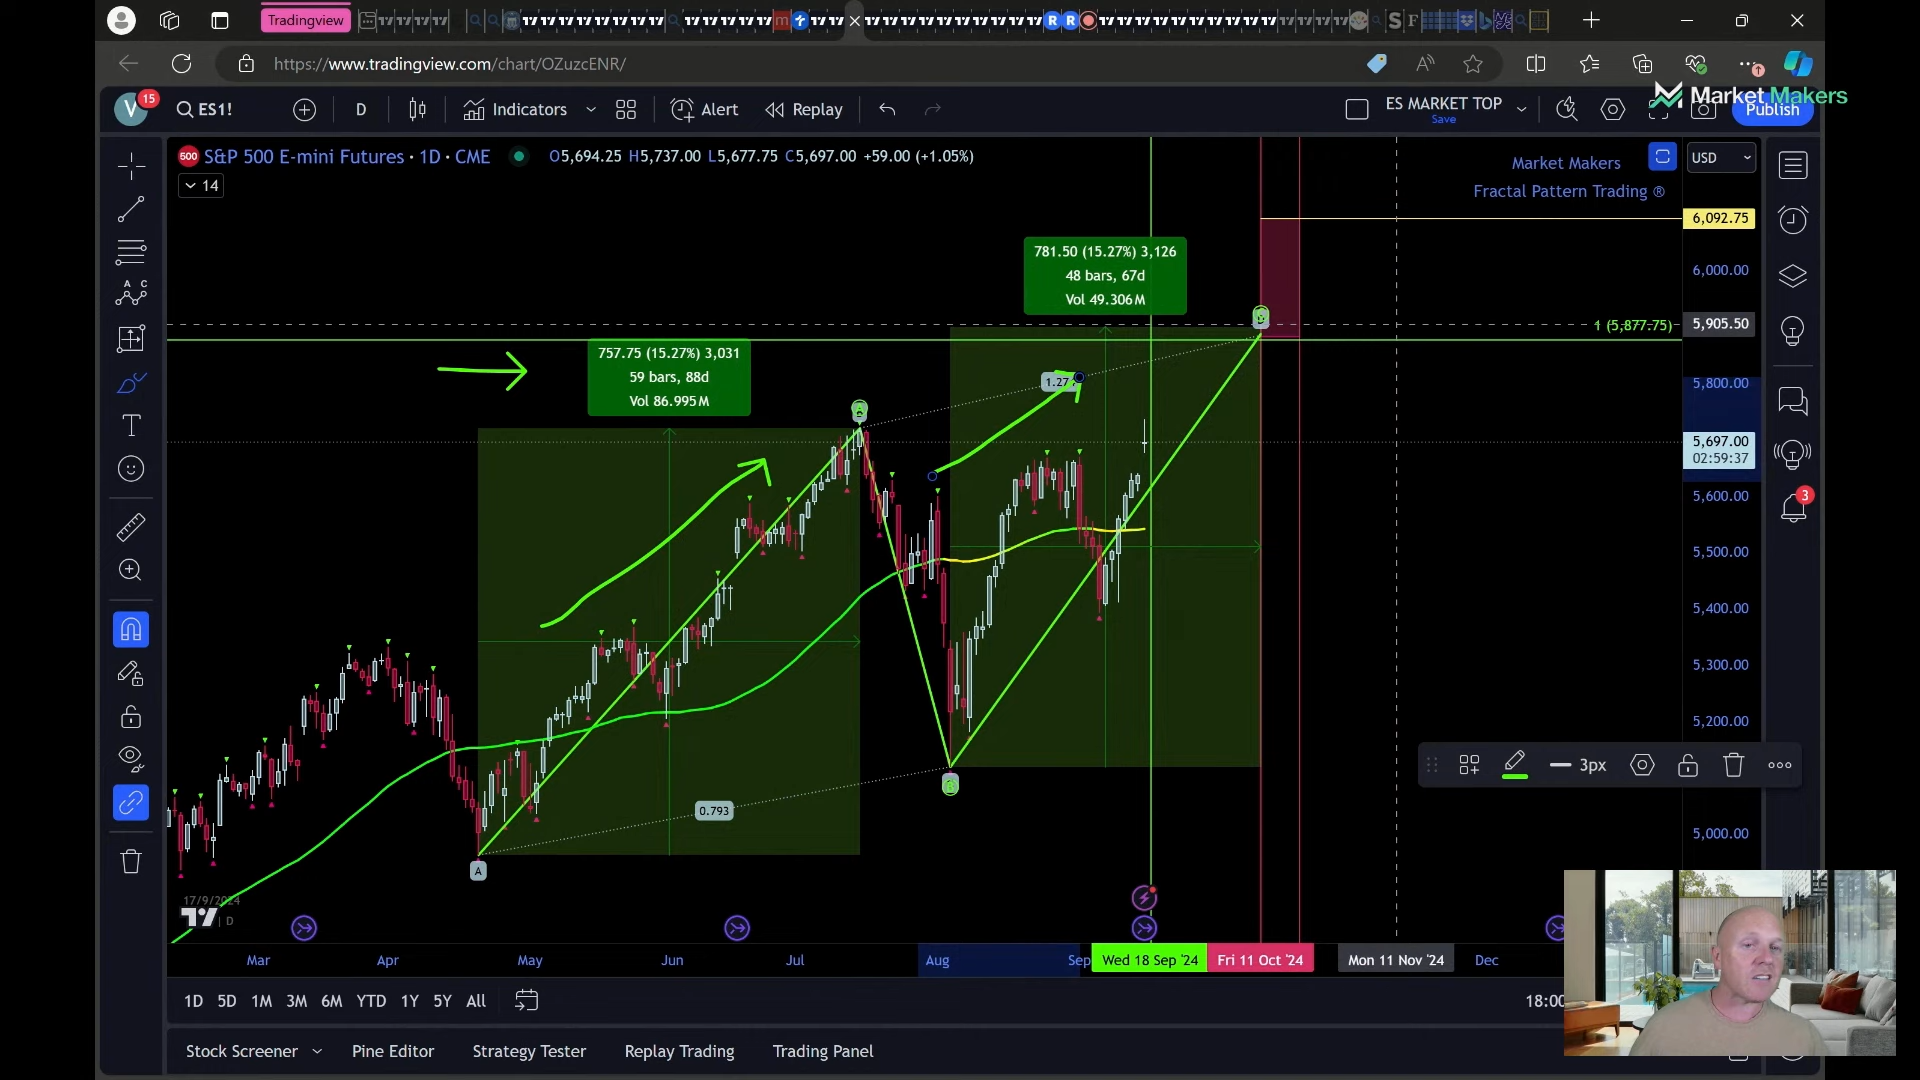 Tradingview
https://www.tradingview.com/chart/OZuzcENR/
V 15
ES1!
D
Indicators
Alert
Replay
ES MARKET TOP
Save
Market Makers
Publish
S&P 500 E-mini Futures · 1D · CME
O5,694.25 H5,737.00 L5,677.75 C5,697.00 +59.00 (+1.05%)
14
Market Makers
Fractal Pattern Trading ®
USD
6,092.75
6,000.00
1 (5,877.75)
5,905.50
5,800.00
5,697.00
02:59:37
5,600.00
5,500.00
5,400.00
5,300.00
5,200.00
5,000.00
781.50 (15.27%) 3,126
48 bars, 67d
Vol 49.306M
757.75 (15.27%) 3,031
59 bars, 88d
Vol 86.995M
1.27
0.793
A
B
3
3px
17/9/2024
D
Mar
Apr
May
Jun
Jul
Aug
Sep
Wed 18 Sep '24
Fri 11 Oct '24
Mon 11 Nov '24
Dec
1D 5D 1M 3M 6M YTD 1Y 5Y All
18:00
Stock Screener
Pine Editor
Strategy Tester
Replay Trading
Trading Panel